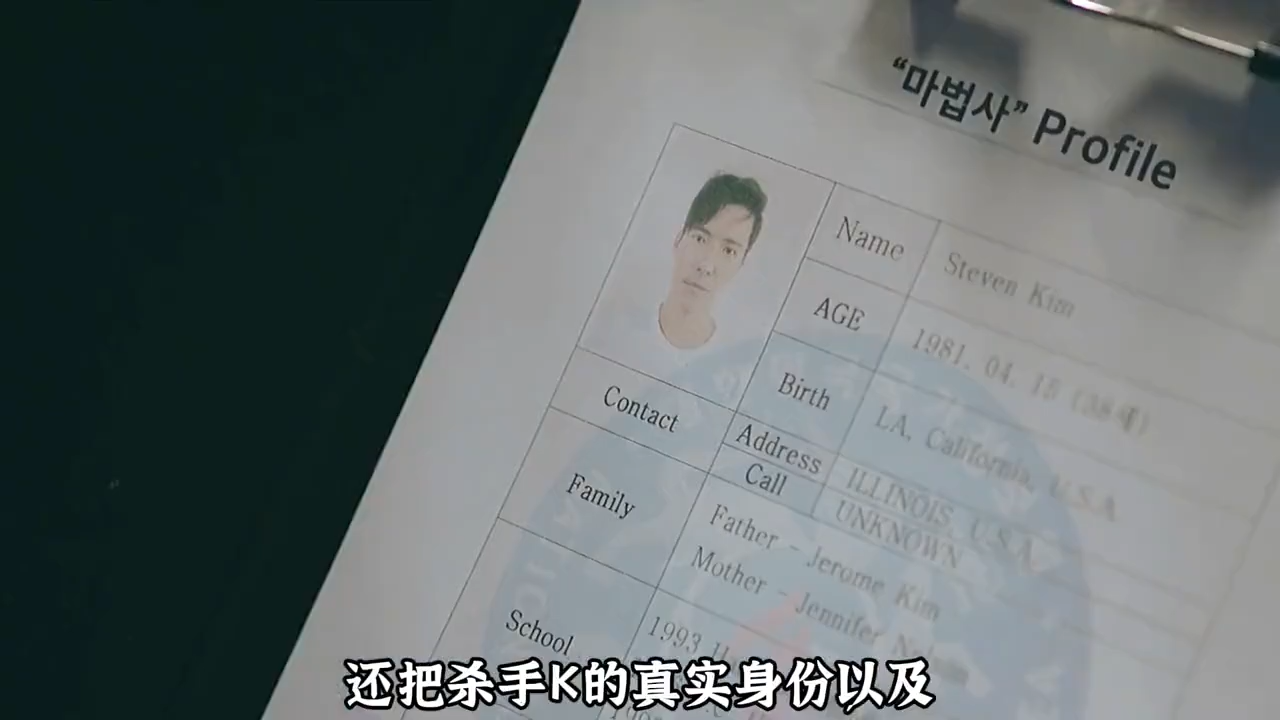 “마법사” Profile
Name Steven Kim
AGE 1981. 04. 15
Birth LA, California, U.S.A
Contact Address ILLINOIS, U.S.A
Call UNKNOWN
Family Father - Jerome Kim
Mother - Jennifer
School 1993
还把杀手K的真实身份以及